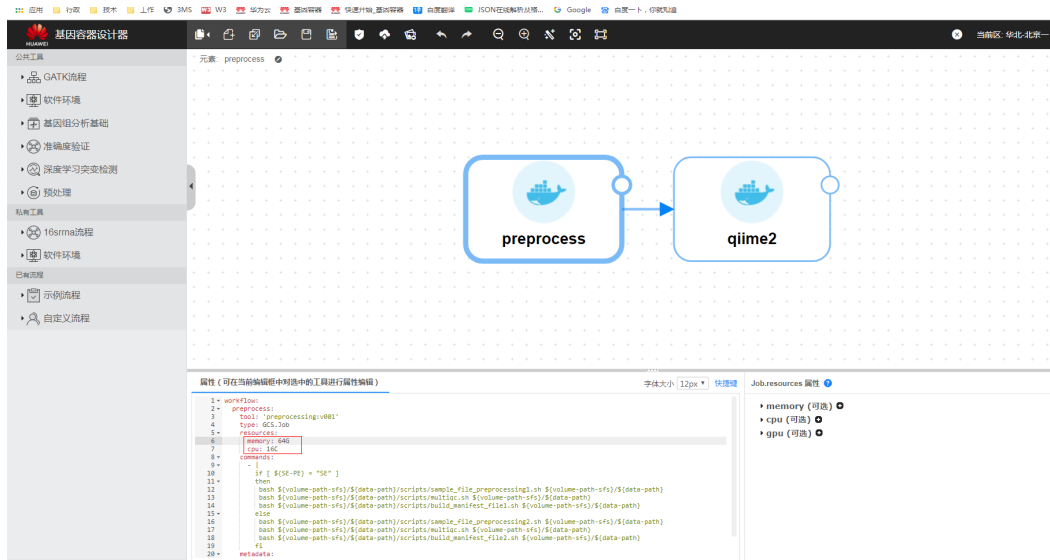 应用 行政 技术 工作 3MS W3 华为云 基因容器 快速开始_基因容器 百度翻译 JSON在线解析及格... Google 百度一下，你就知道
HUAWEI 基因容器设计器 当前区: 华北-北京一
公共工具
GATK流程
软件环境
基因组分析基础
准确度验证
深度学习突变检测
预处理
私有工具
16srma流程
软件环境
已有流程
示例流程
自定义流程
元素: preprocess
preprocess
qiime2
属性 ( 可在当前编辑框中对选中的工具进行属性编辑 ) 字体大小 12px 快捷键
1 workflow:
2 preprocess:
3 tool: 'preprocessing:v001'
4 type: GCS.Job
5 resources:
6 memory: 64G
7 cpu: 16C
8 commands:
9 - |
10 if [ ${SE-PE} = "SE" ]
11 then
12 bash ${volume-path-sfs}/${data-path}/scripts/sample_file_preprocessing1.sh ${volume-path-sfs}/${data-path}
13 bash ${volume-path-sfs}/${data-path}/scripts/multiqc.sh ${volume-path-sfs}/${data-path}
14 bash ${volume-path-sfs}/${data-path}/scripts/build_manifest_file1.sh ${volume-path-sfs}/${data-path}
15 else
16 bash ${volume-path-sfs}/${data-path}/scripts/sample_file_preprocessing2.sh ${volume-path-sfs}/${data-path}
17 bash ${volume-path-sfs}/${data-path}/scripts/multiqc.sh ${volume-path-sfs}/${data-path}
18 bash ${volume-path-sfs}/${data-path}/scripts/build_manifest_file2.sh ${volume-path-sfs}/${data-path}
19 fi
20 metadata:
Job.resources 属性
memory (可选)
cpu (可选)
gpu (可选)